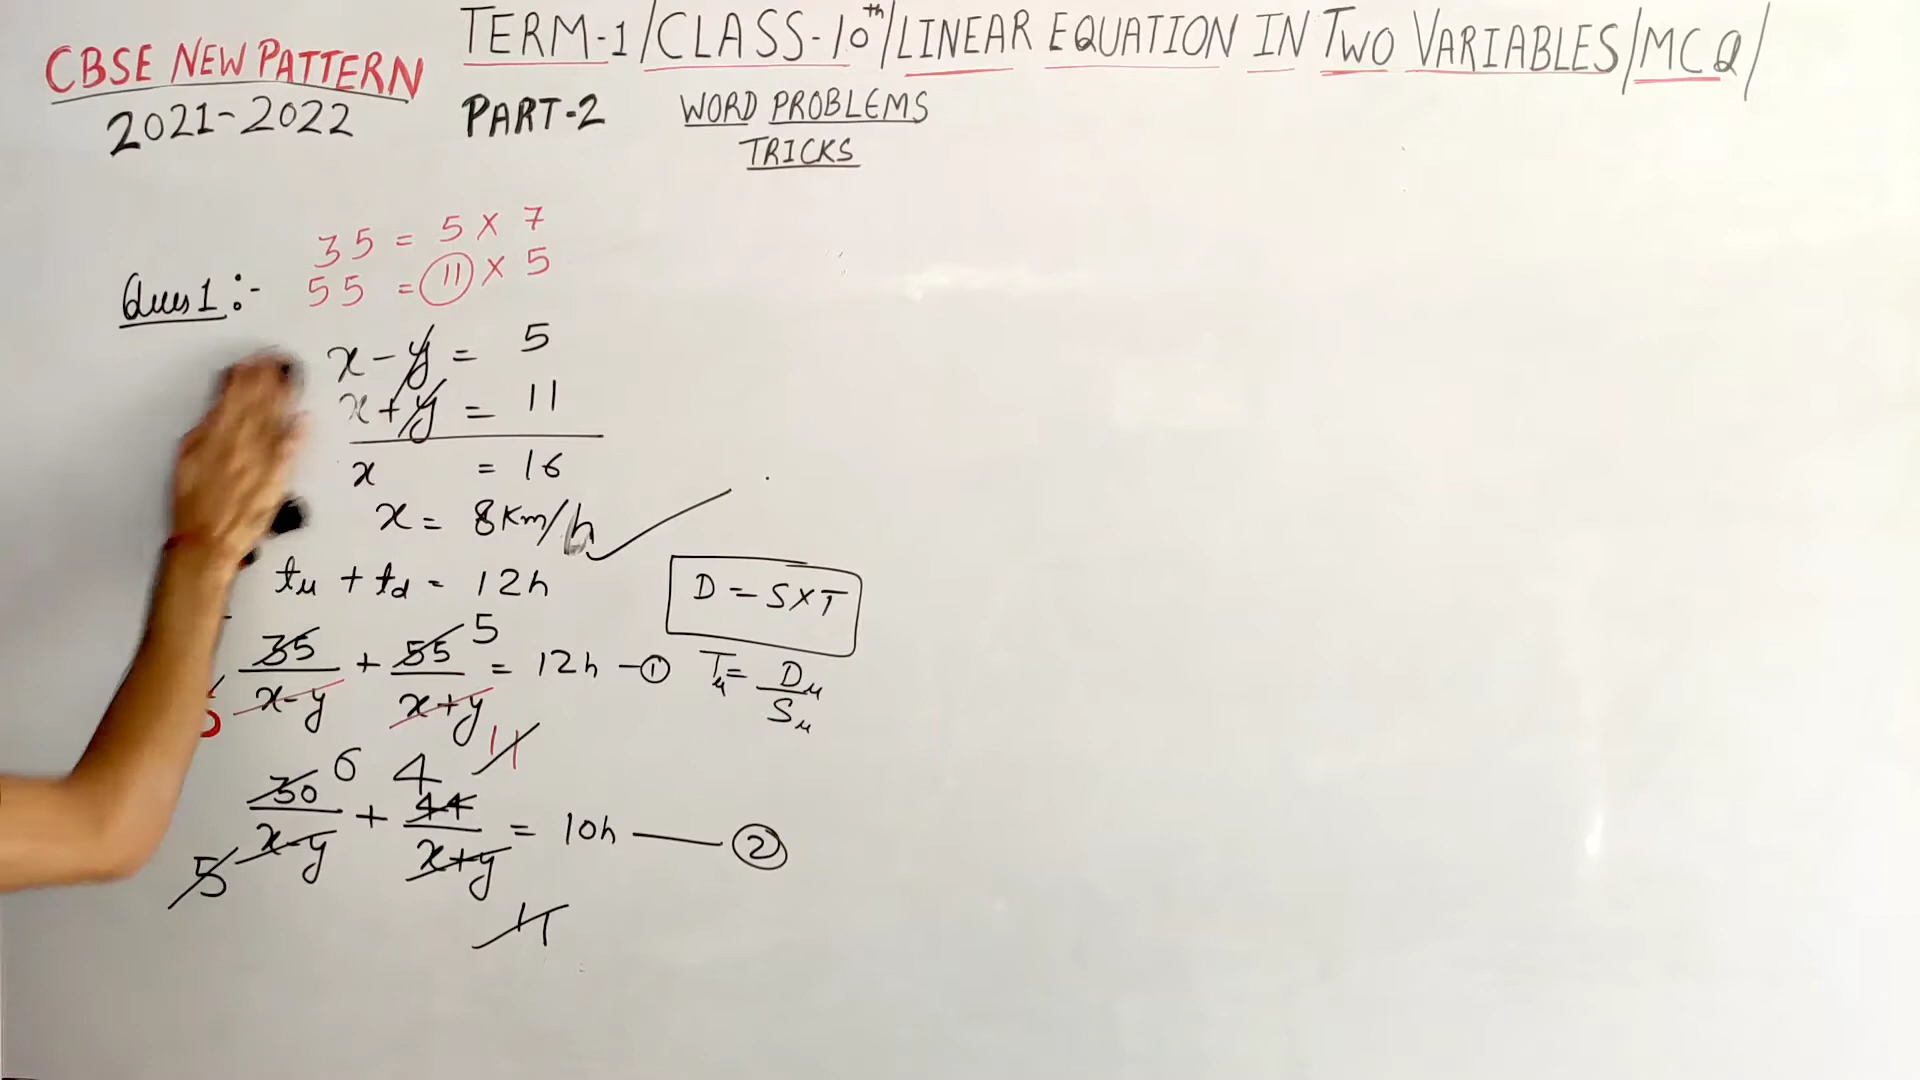 CBSE NEW PATTERN
2021-2022
TERM-1/CLASS-10th/LINEAR EQUATION IN TWO VARIABLES/MCQ/
PART-2 WORD PROBLEMS
TRICKS
35 = 5 X 7
55 = 11 X 5
Ques 1 :-
x - y = 5
x + y = 11
x = 16
x = 8 Km/h
tu + td = 12h
D = S X T
35/x-y + 55/x+y = 12h - 1
5
11
Tu = Du/Su
30/x-y + 44/x+y = 10h — 2
6 4
5
11